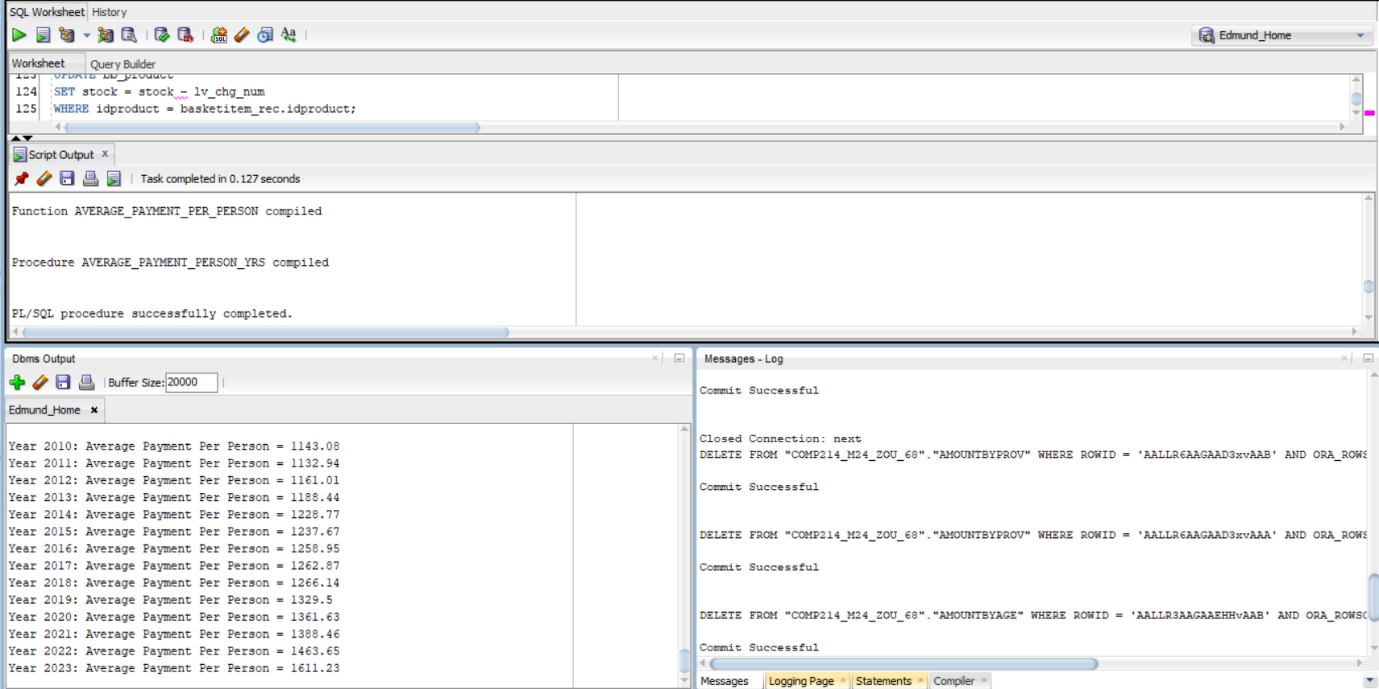 SQL Worksheet History
Edmund_Home
Worksheet Query Builder
123 UPDATE bb_product
124 SET stock = stock - lv_chg_num
125 WHERE idproduct = basketitem_rec.idproduct;
Script Output x
Task completed in 0.127 seconds
Function AVERAGE_PAYMENT_PER_PERSON compiled
Procedure AVERAGE_PAYMENT_PERSON_YRS compiled
PL/SQL procedure successfully completed.
Dbms Output
Buffer Size: 20000
Edmund_Home
Year 2010: Average Payment Per Person = 1143.08
Year 2011: Average Payment Per Person = 1132.94
Year 2012: Average Payment Per Person = 1161.01
Year 2013: Average Payment Per Person = 1188.44
Year 2014: Average Payment Per Person = 1228.77
Year 2015: Average Payment Per Person = 1237.67
Year 2016: Average Payment Per Person = 1258.95
Year 2017: Average Payment Per Person = 1262.87
Year 2018: Average Payment Per Person = 1266.14
Year 2019: Average Payment Per Person = 1329.5
Year 2020: Average Payment Per Person = 1361.63
Year 2021: Average Payment Per Person = 1388.46
Year 2022: Average Payment Per Person = 1463.65
Year 2023: Average Payment Per Person = 1611.23
Messages - Log
Commit Successful
Closed Connection: next
DELETE FROM "COMP214_M24_ZOU_68"."AMOUNTBYPROV" WHERE ROWID = 'AALLR6AAGAAD3xvAAB' AND ORA_ROWS
Commit Successful
DELETE FROM "COMP214_M24_ZOU_68"."AMOUNTBYPROV" WHERE ROWID = 'AALLR6AAGAAD3xvAAA' AND ORA_ROWS
Commit Successful
DELETE FROM "COMP214_M24_ZOU_68"."AMOUNTBYAGE" WHERE ROWID = 'AALLR3AAGAAEHHvAAB' AND ORA_ROWSC
Commit Successful
Messages Logging Page Statements Compiler